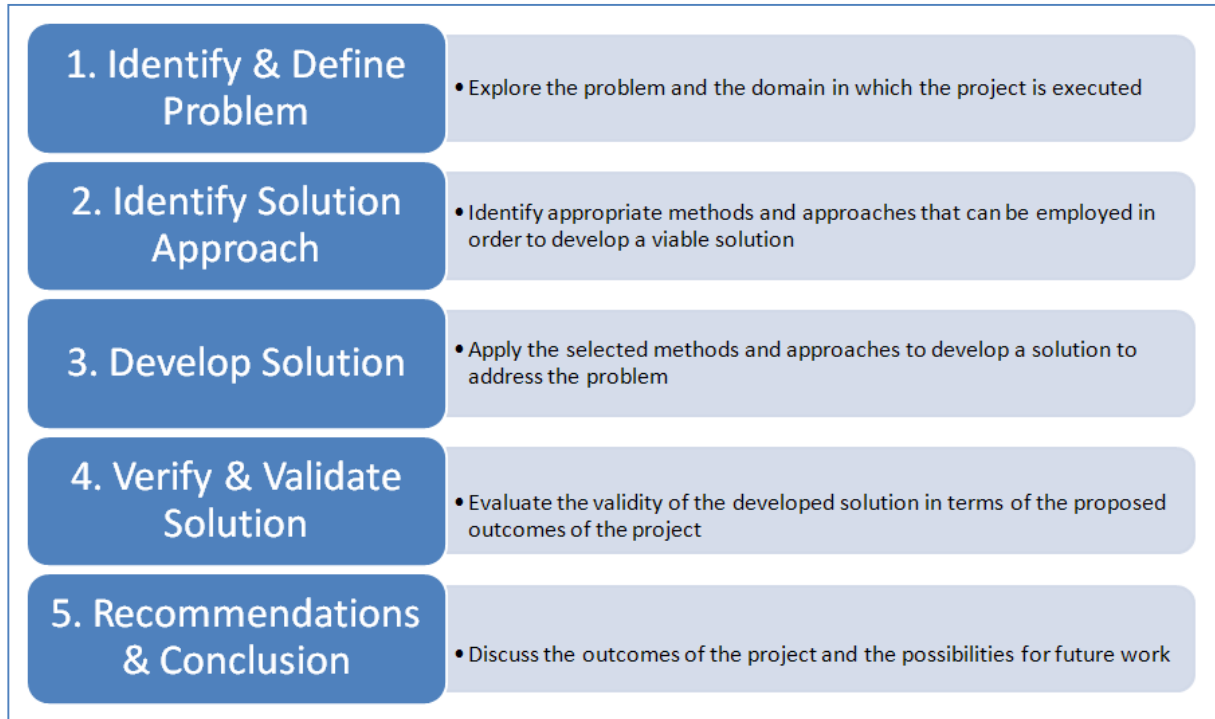 1. Identify & Define
Problem
• Explore the problem and the domain in which the project is executed
2. Identify Solution
Approach
• Identify appropriate methods and approaches that can be employed in
order to develop a viable solution
3. Develop Solution
• Apply the selected methods and approaches to develop a solution to
address the problem
4. Verify & Validate
Solution
• Evaluate the validity of the developed solution in terms of the proposed
outcomes of the project
5. Recommendations
& Conclusion
• Discuss the outcomes of the project and the possibilities for future work